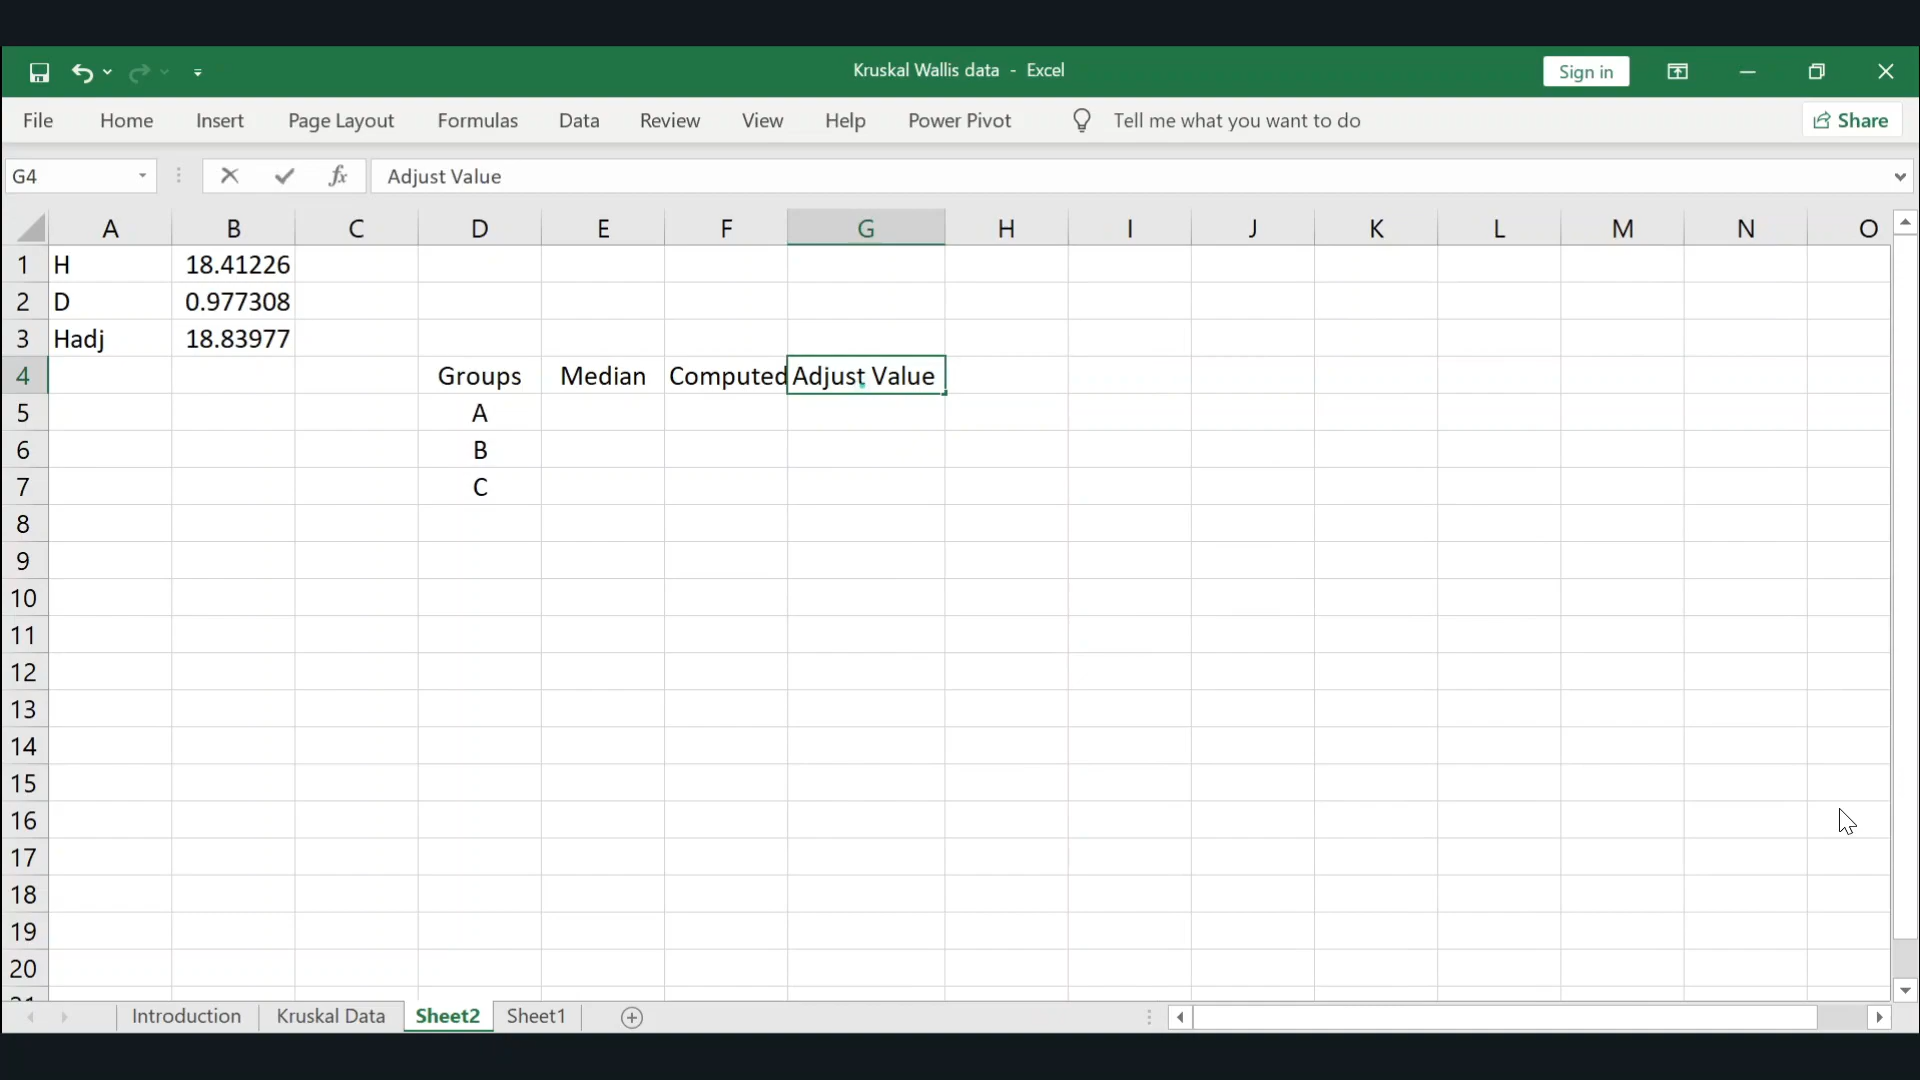 Kruskal Wallis data - Excel
Sign in
File Home Insert Page Layout Formulas Data Review View Help Power Pivot Tell me what you want to do Share
G4 fx Adjust Value
A B C D E F G H I J K L M N O
1 H 18.41226
2 D 0.977308
3 Hadj 18.83977
4 Groups Median Computed Adjust Value
5 A
6 B
7 C
8
9
10
11
12
13
14
15
16
17
18
19
20
21
Introduction Kruskal Data Sheet2 Sheet1